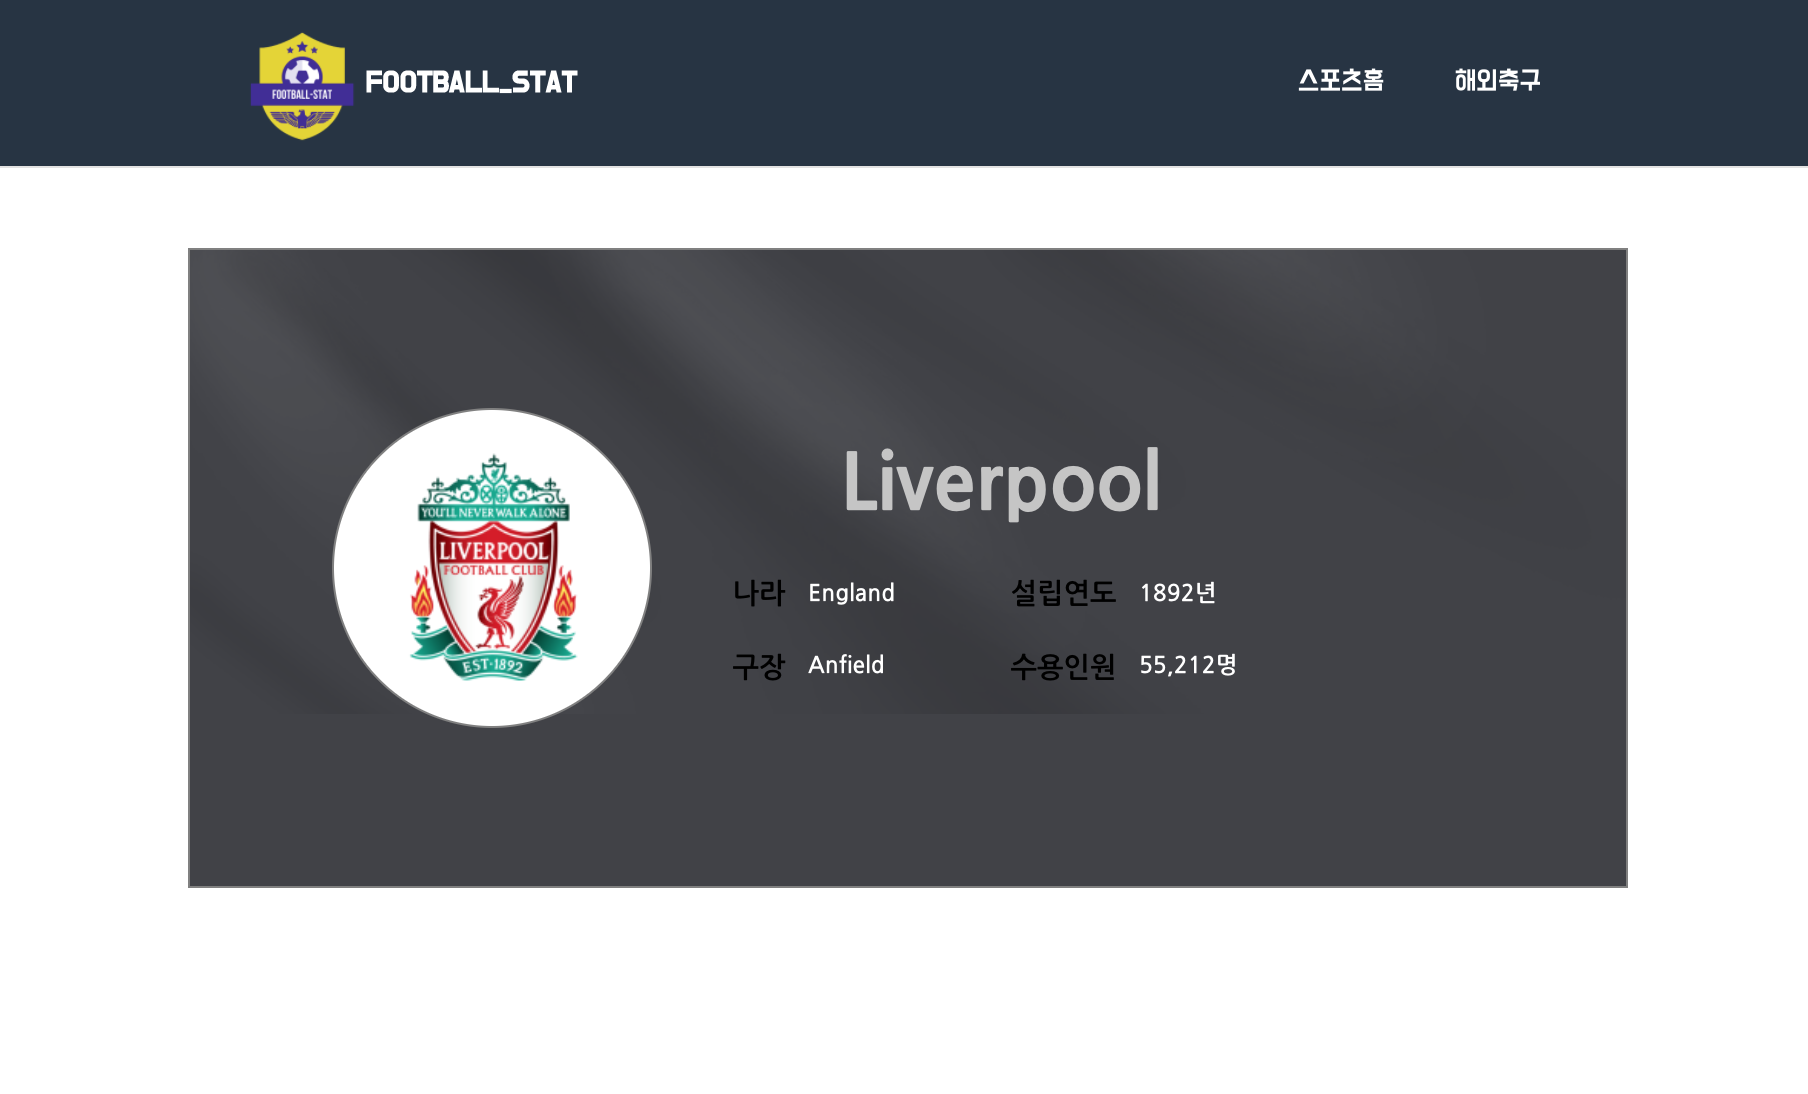 FOOTBALL-STAT
FOOTBALL_STAT
스포츠홈
해외축구
YOU'LL NEVER WALK ALONE
LIVERPOOL
FOOTBALL CLUB
EST·1892
Liverpool
나라 England
설립연도 1892년
구장 Anfield
수용인원 55,212명